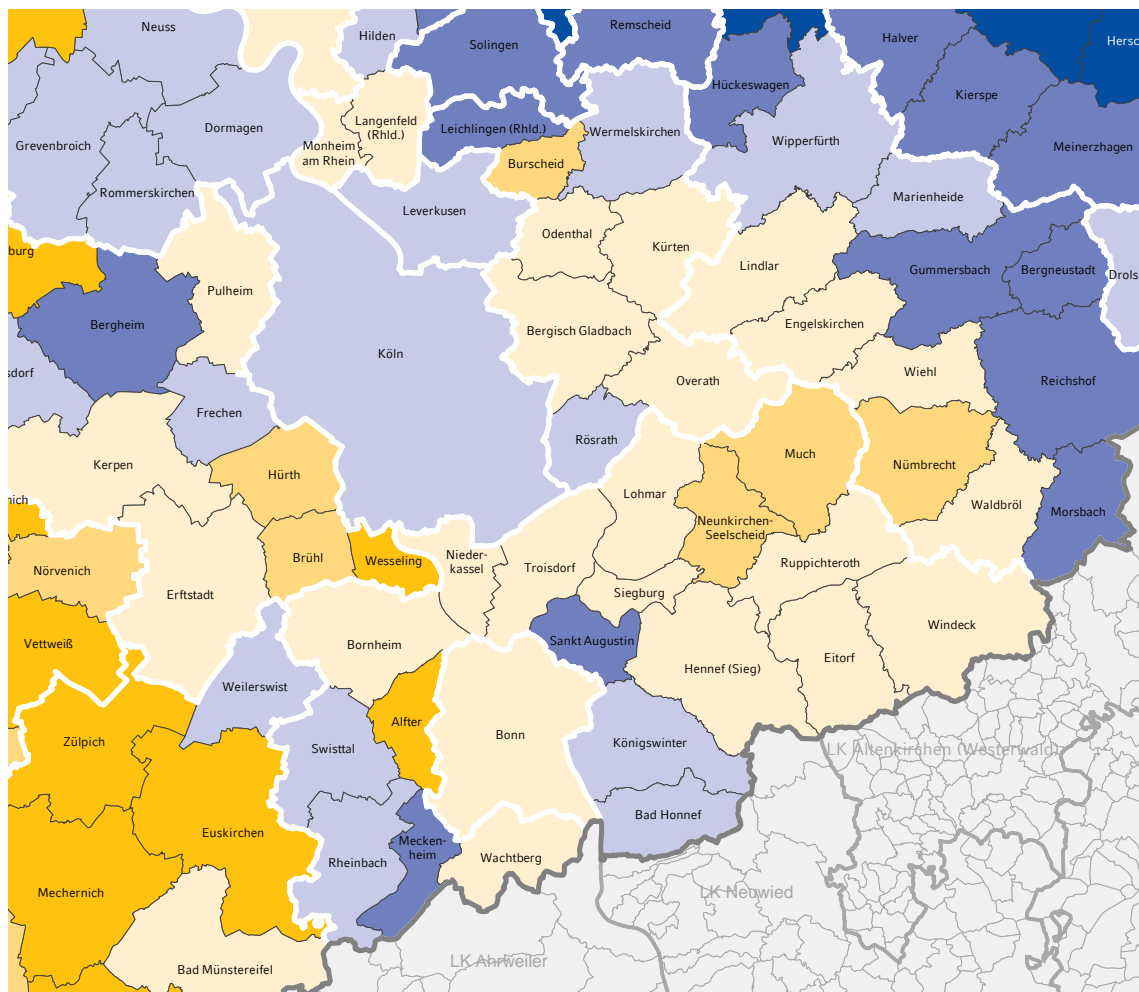 Neuss
Hilden
Solingen
Remscheid
Halver
Hückeswagen
Kierspe
Grevenbroich
Dormagen
Langenfeld
(Rhld.)
Monheim
am Rhein
Leichlingen (Rhld.)
Wermelskirchen
Wipperfürth
Meinerzhagen
Burscheid
Rommerskirchen
Leverkusen
Marienheide
Odenthal
Kürten
Lindlar
Gummersbach
Bergneustadt
Pulheim
Bergheim
Bergisch Gladbach
Engelskirchen
Köln
Overath
Wiehl
Reichshof
Frechen
Rösrath
Kerpen
Hürth
Lohmar
Much
Nümbrecht
Waldbröl
Morsbach
Neunkirchen-
Seelscheid
Nörvenich
Brühl
Wesseling
Nieder-
kassel
Troisdorf
Ruppichteroth
Siegburg
Erftstadt
Vettweiß
Bornheim
Sankt Augustin
Hennef (Sieg)
Eitorf
Windeck
Weilerswist
Alfter
Bonn
Zülpich
Swisttal
Königswinter
LK Altenkirchen (Westerwald)
Bad Honnef
Euskirchen
Rheinbach
Mecken-
heim
Wachtberg
Mechernich
LK Neuwied
Bad Münstereifel
LK Ahrweiler